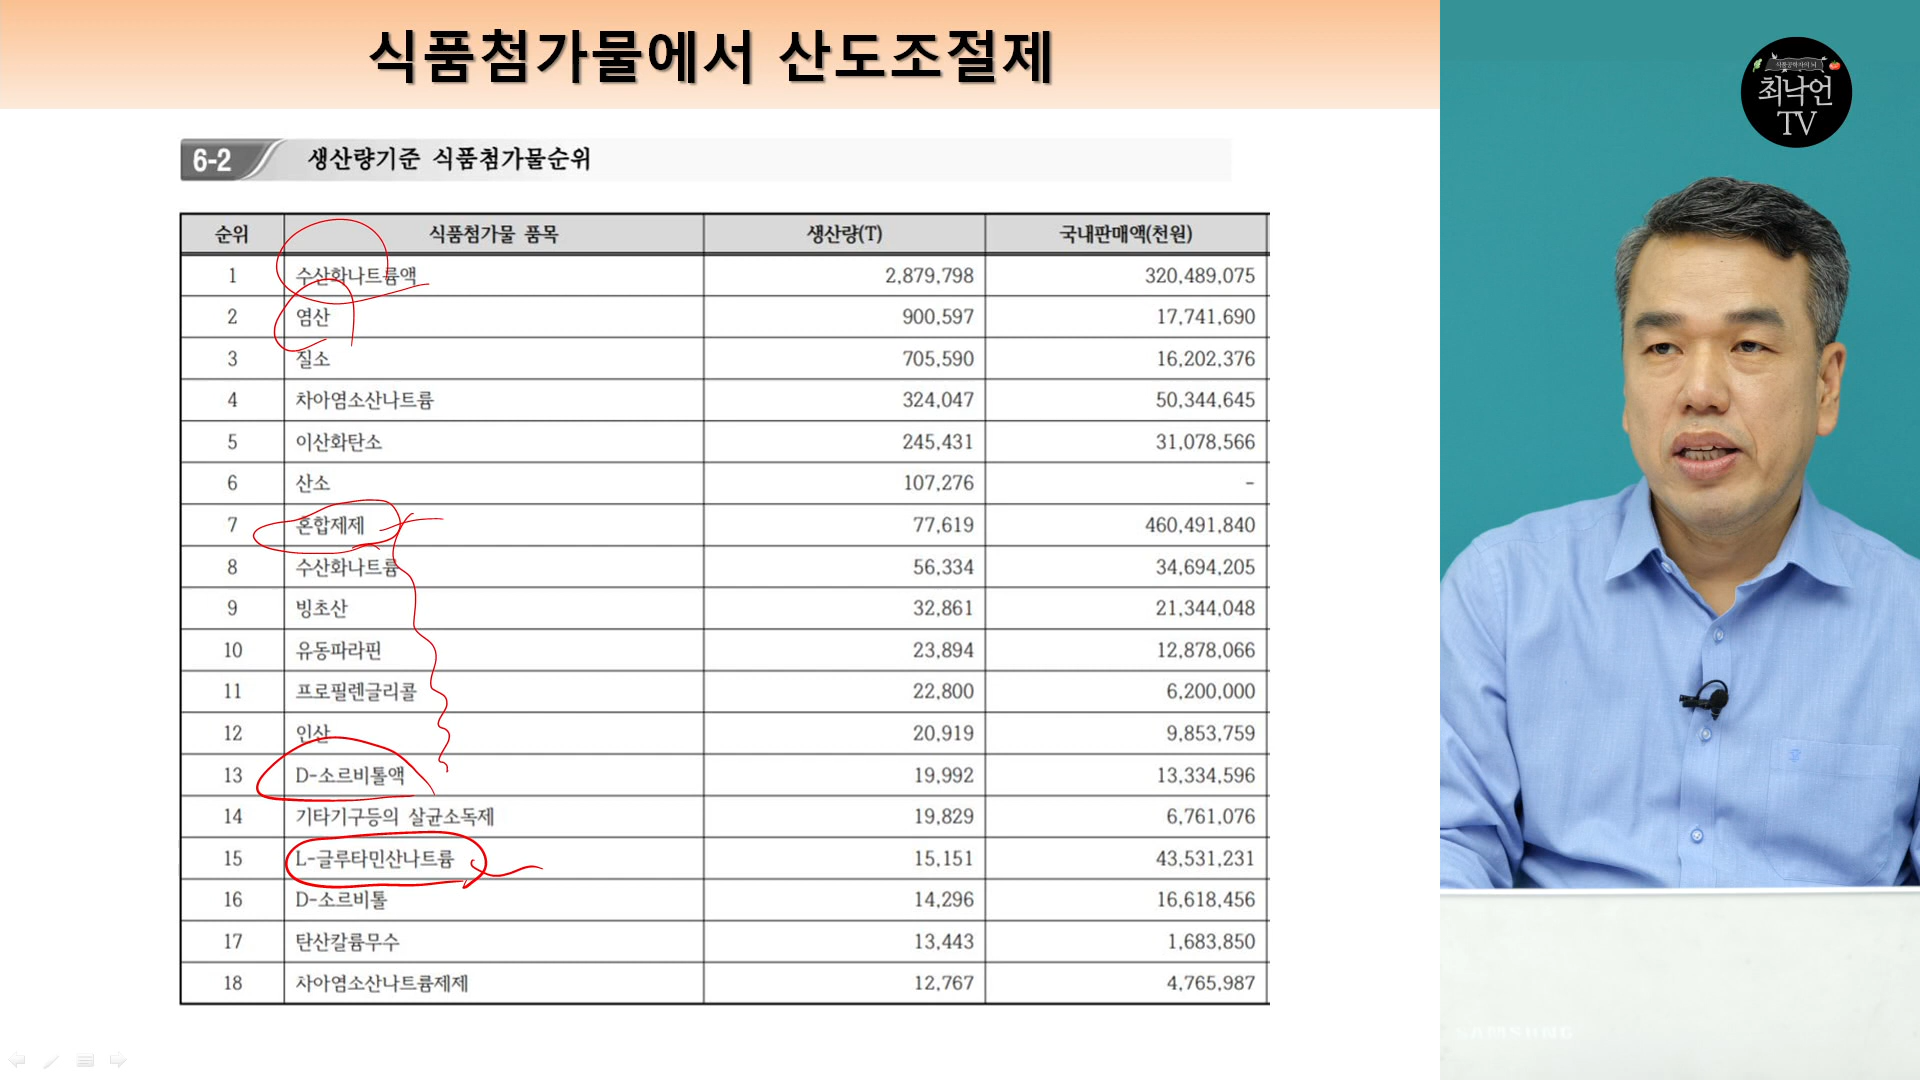 식품첨가물에서 산도조절제
식품공학자의 뇌
최낙언
TV
6-2 생산량기준 식품첨가물순위
순위 식품첨가물 품목 생산량(T) 국내판매액(천원)
1 수산화나트륨액 2,879,798 320,489,075
2 염산 900,597 17,741,690
3 질소 705,590 16,202,376
4 차아염소산나트륨 324,047 50,344,645
5 이산화탄소 245,431 31,078,566
6 산소 107,276 -
7 혼합제제 77,619 460,491,840
8 수산화나트륨 56,334 34,694,205
9 빙초산 32,861 21,344,048
10 유동파라핀 23,894 12,878,066
11 프로필렌글리콜 22,800 6,200,000
12 인산 20,919 9,853,759
13 D-소르비톨액 19,992 13,334,596
14 기타기구등의 살균소독제 19,829 6,761,076
15 L-글루타민산나트륨 15,151 43,531,231
16 D-소르비톨 14,296 16,618,456
17 탄산칼륨무수 13,443 1,683,850
18 차아염소산나트륨제제 12,767 4,765,987
SAMSUNG